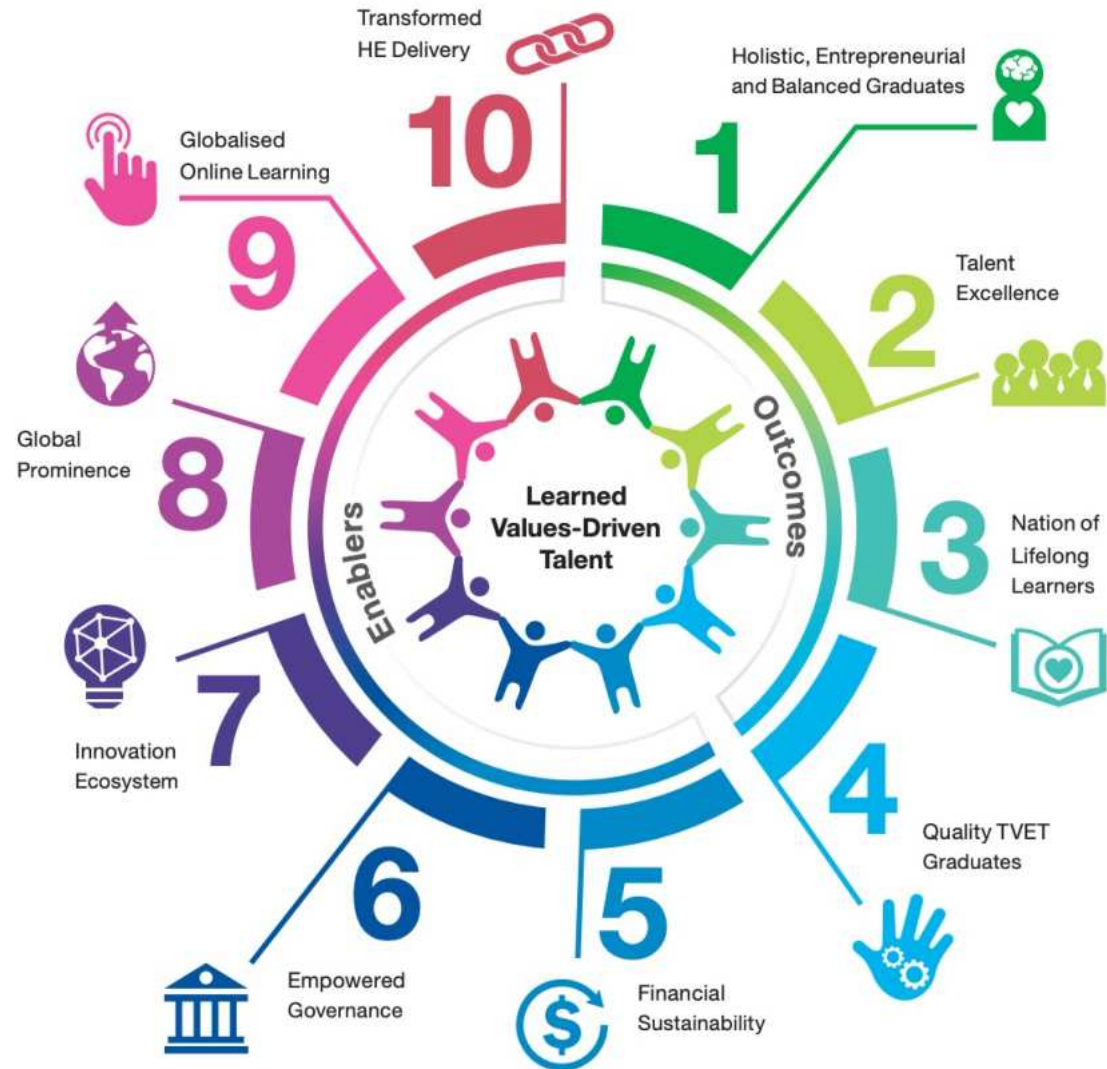 Transformed
HE Delivery
10
Holistic, Entrepreneurial
and Balanced Graduates
1
Talent
Excellence
2
Nation of
Lifelong
Learners
3
Quality TVET
Graduates
4
Financial
Sustainability
5
Empowered
Governance
6
Innovation
Ecosystem
7
Global
Prominence
8
Globalised
Online Learning
9
Outcomes
Enablers
Learned
Values-Driven
Talent
$